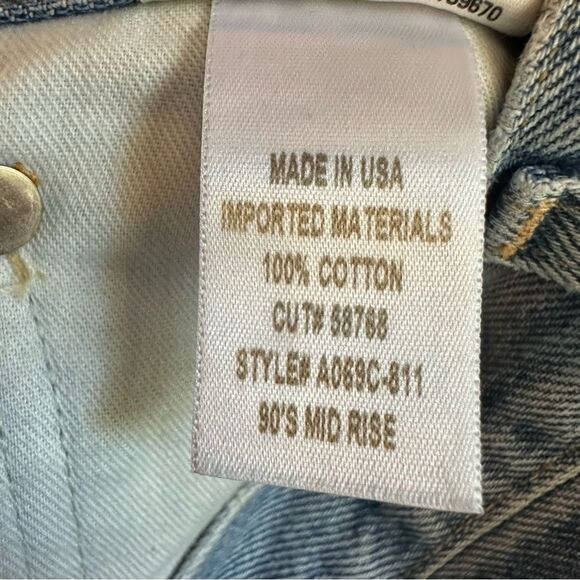 MADE IN USA
IMPORTED MATERIALS
100% COTTON
CUT# 58768
STYLE# A069C-811
90'S MID RISE